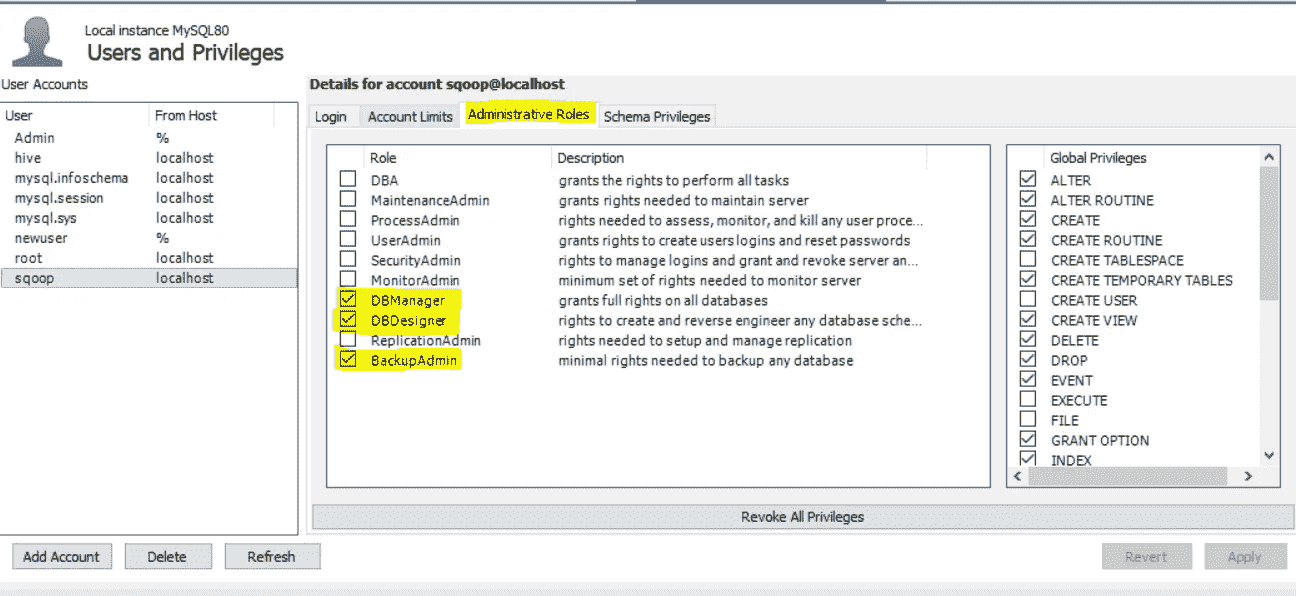 Local instance MySQL80
Users and Privileges
User Accounts
User From Host
Admin %
hive localhost
mysql.infoschema localhost
mysql.session localhost
mysql.sys localhost
newuser %
root localhost
sqoop localhost
Add Account Delete Refresh
Details for account sqoop@localhost
Login Account Limits Administrative Roles Schema Privileges
Role Description
DBA grants the rights to perform all tasks
MaintenanceAdmin grants rights needed to maintain server
ProcessAdmin rights needed to assess, monitor, and kill any user proce...
UserAdmin grants rights to create users logins and reset passwords
SecurityAdmin rights to manage logins and grant and revoke server an...
MonitorAdmin minimum set of rights needed to monitor server
DBManager grants full rights on all databases
DBDesigner rights to create and reverse engineer any database sche...
ReplicationAdmin rights needed to setup and manage replication
BackupAdmin minimal rights needed to backup any database
Global Privileges
ALTER
ALTER ROUTINE
CREATE
CREATE ROUTINE
CREATE TABLESPACE
CREATE TEMPORARY TABLES
CREATE USER
CREATE VIEW
DELETE
DROP
EVENT
EXECUTE
FILE
GRANT OPTION
INDEX
Revoke All Privileges
Revert Apply